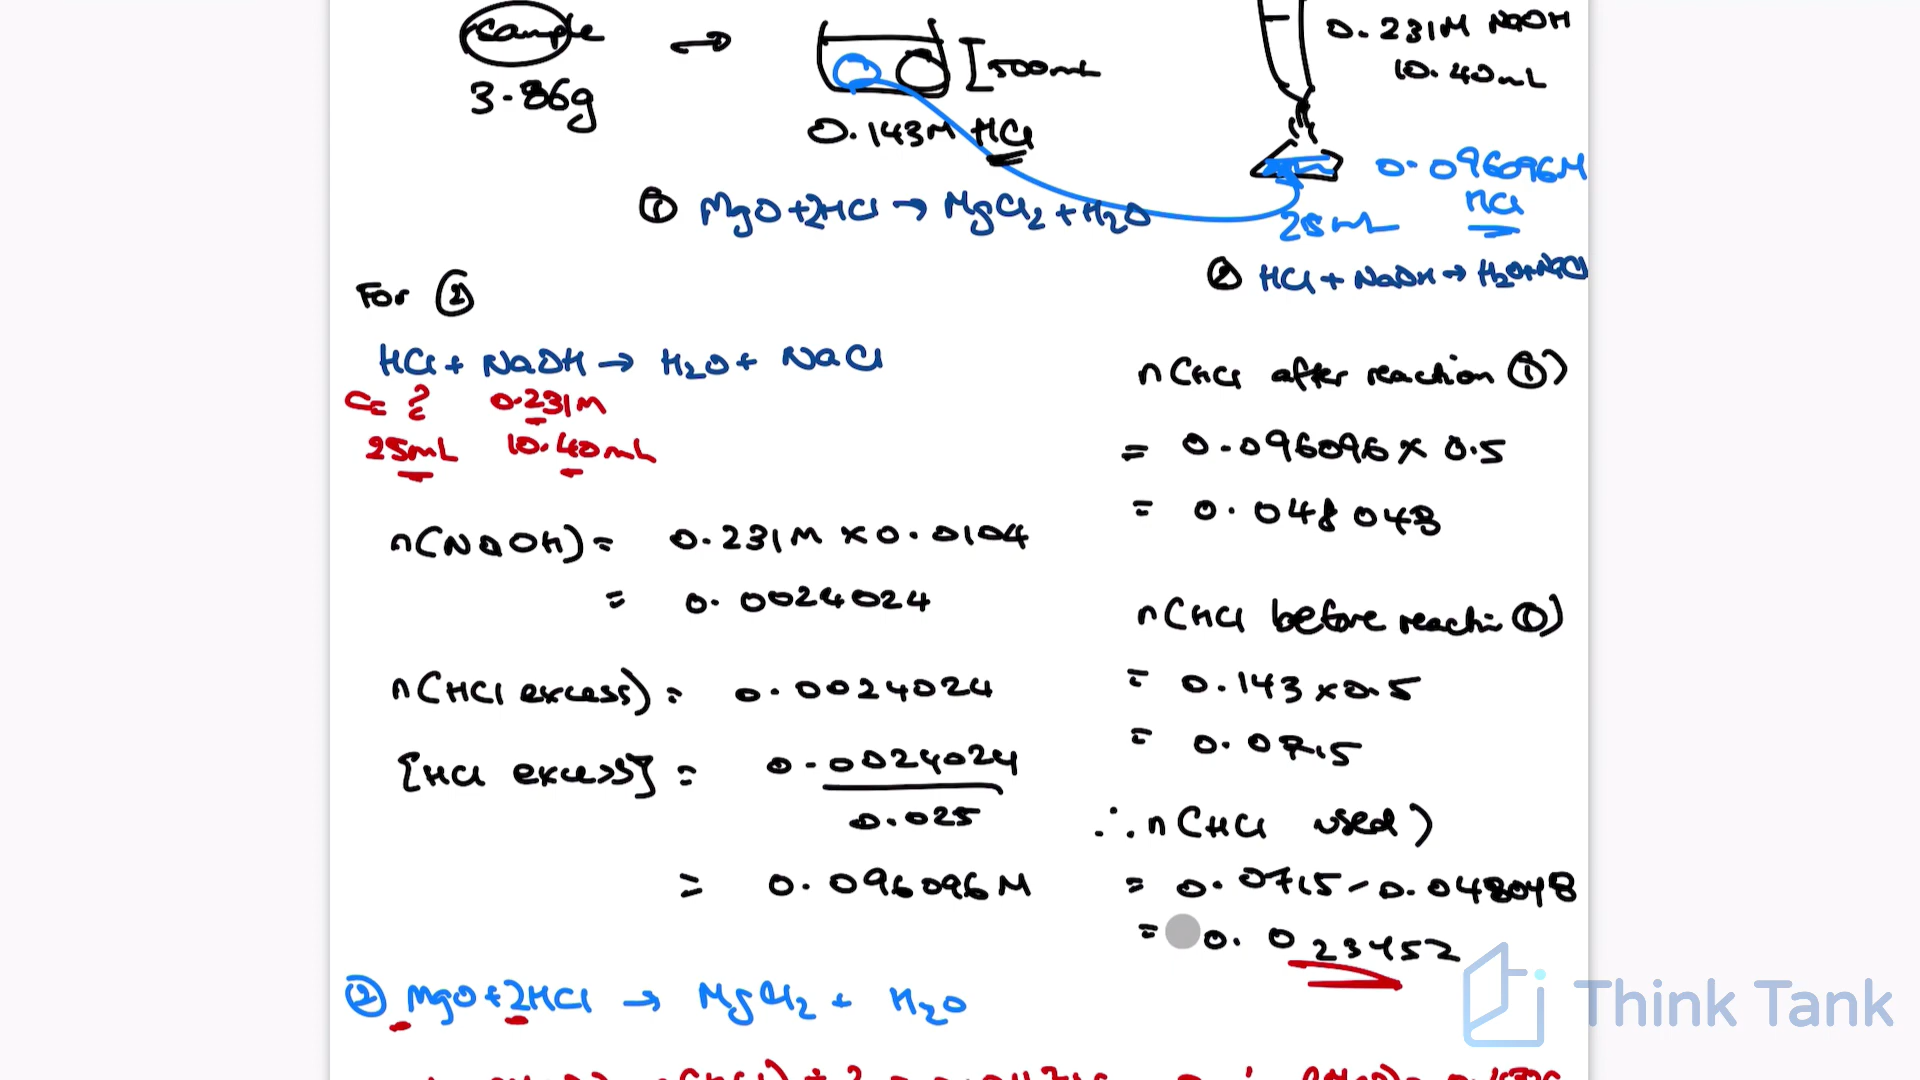 sample
3.86g
500mL
0.143M HCl
0.231M NaOH
10.40mL
0.096096M
HCl
25mL
① MgO+2HCl → MgCl2 + H2O
② HCl + NaOH → H2O+NaCl
For ②
HCl + NaOH → H2O + NaCl
C= ? 0.231M
25mL 10.40mL
n(NaOH) = 0.231M × 0.0104
= 0.0024024
n(HCl excess) = 0.0024024
[HCl excess] = 0.0024024
0.025
= 0.096096M
n(HCl after reaction ①)
= 0.096096 × 0.5
= 0.048048
n(HCl before reacti ①)
= 0.143 × 0.5
= 0.0715
∴ n(HCl used)
= 0.0715 - 0.048048
= 0.023452
② MgO+2HCl → MgCl2 + H2O
Think Tank